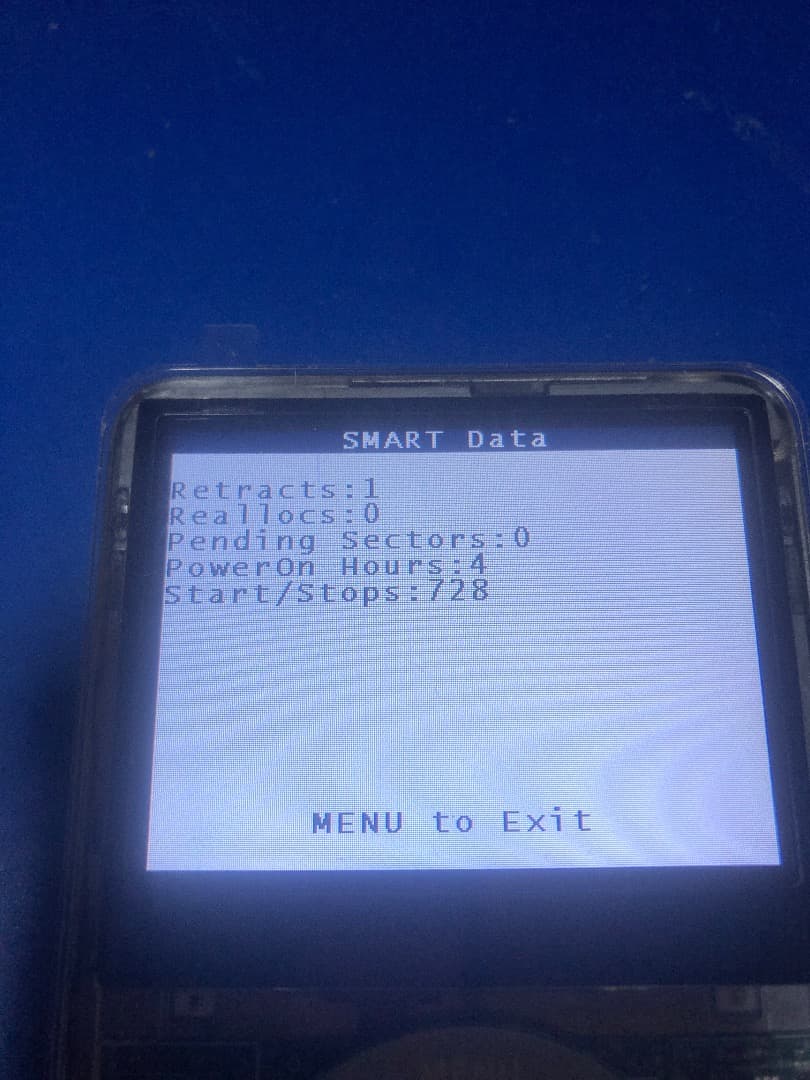 SMART Data
Retracts:1
Reallocs:0
Pending Sectors:0
PowerOn Hours:4
Start/Stops:728
MENU to Exit